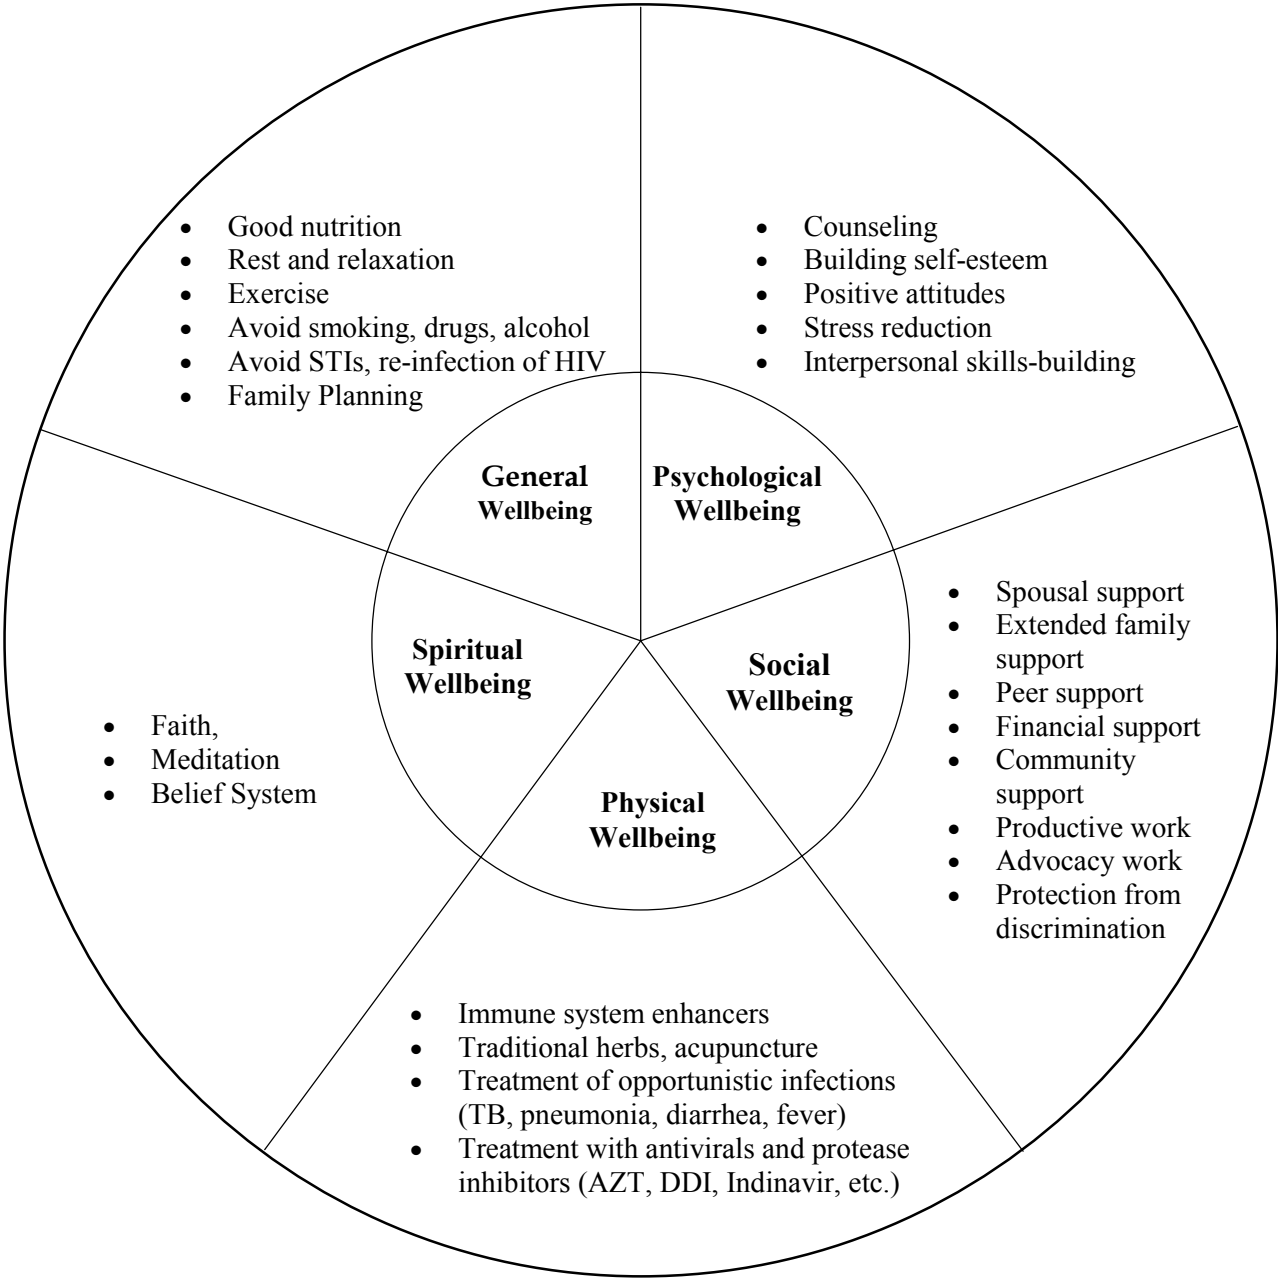 • Good nutrition
• Rest and relaxation
• Exercise
• Avoid smoking, drugs, alcohol
• Avoid STIs, re-infection of HIV
• Family Planning
• Counseling
• Building self-esteem
• Positive attitudes
• Stress reduction
• Interpersonal skills-building
General
Wellbeing
Psychological
Wellbeing
Spiritual
Wellbeing
Social
Wellbeing
Physical
Wellbeing
• Spousal support
• Extended family
support
• Peer support
• Financial support
• Community
support
• Productive work
• Advocacy work
• Protection from
discrimination
• Faith,
• Meditation
• Belief System
• Immune system enhancers
• Traditional herbs, acupuncture
• Treatment of opportunistic infections
(TB, pneumonia, diarrhea, fever)
• Treatment with antivirals and protease
inhibitors (AZT, DDI, Indinavir, etc.)